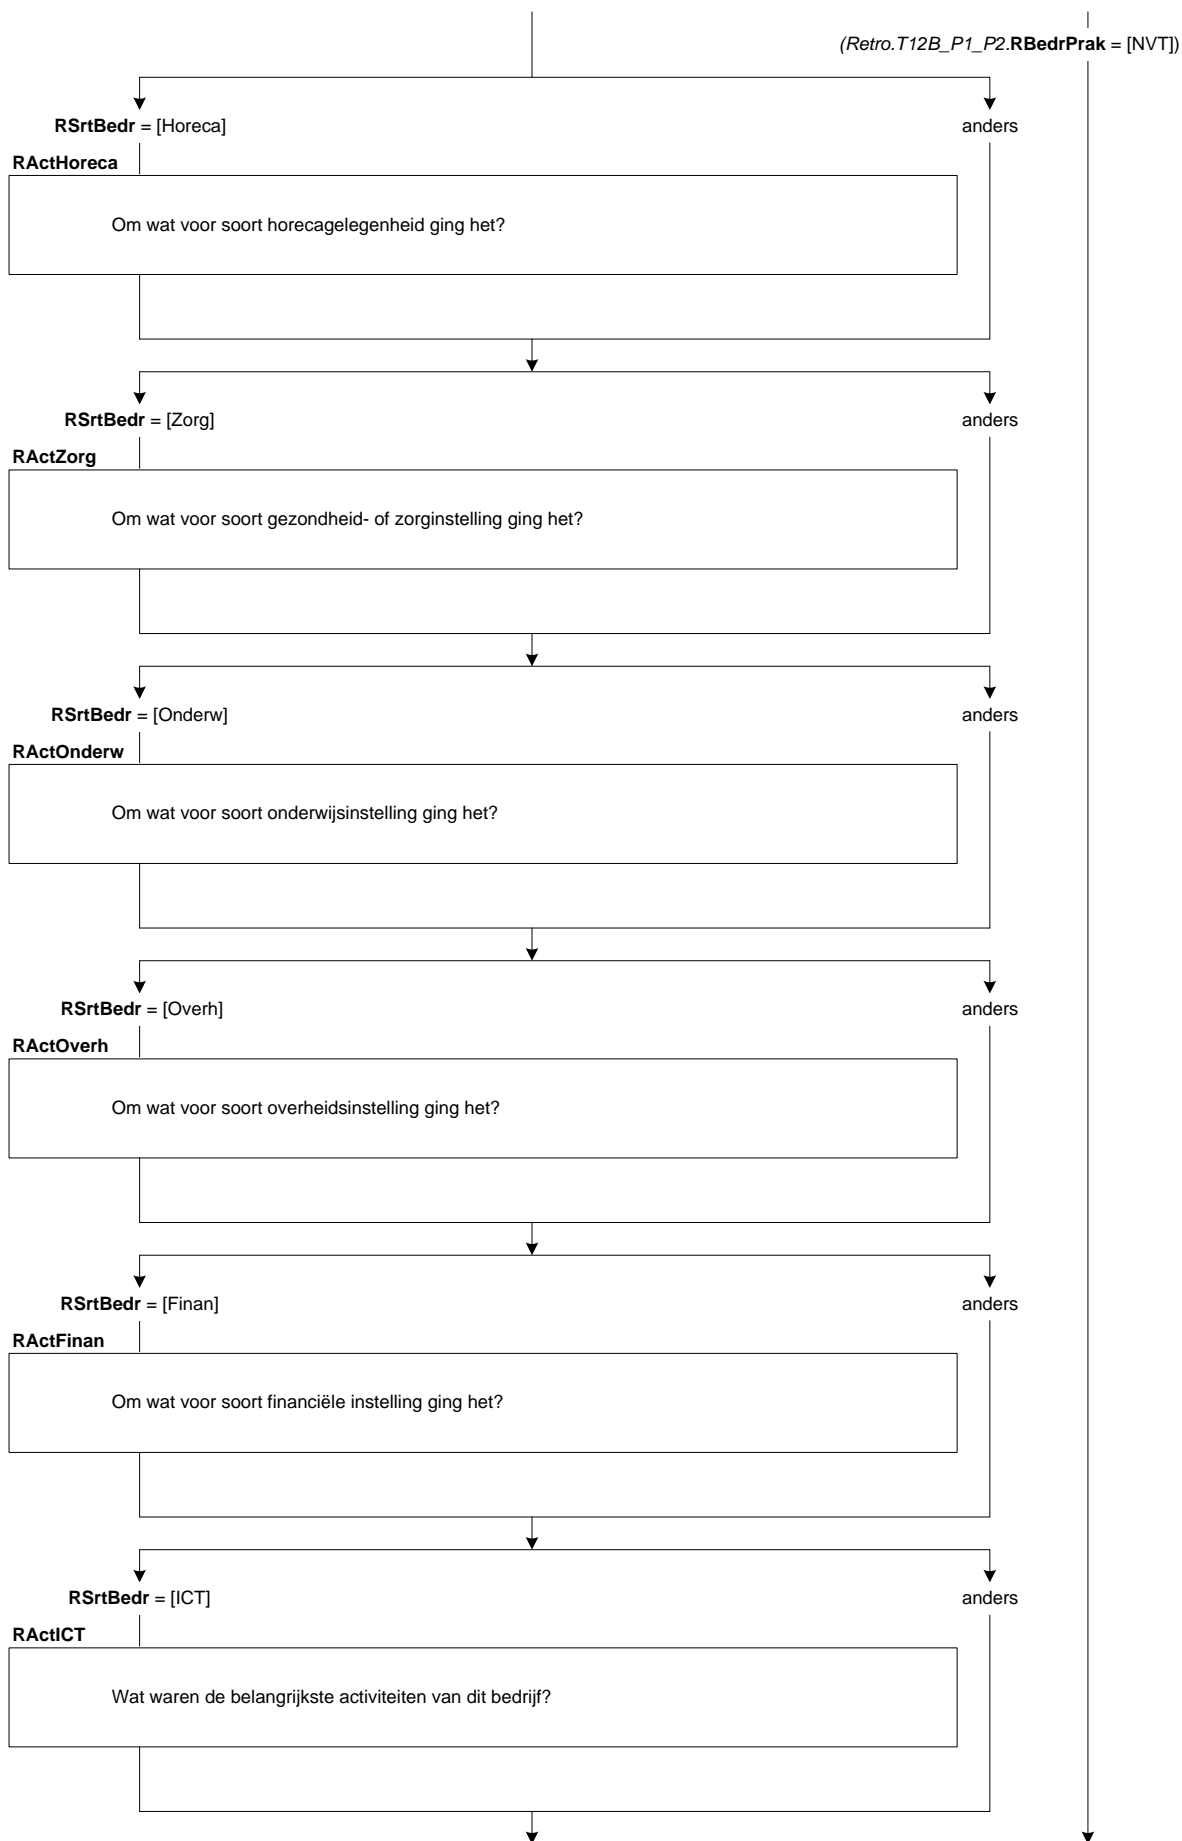 (Retro.T12B_P1_P2.RBedrPrak = [NVT])
RSrtBedr = [Horeca]
anders
RActHoreca
Om wat voor soort horecagelegenheid ging het?
RSrtBedr = [Zorg]
anders
RActZorg
Om wat voor soort gezondheid- of zorginstelling ging het?
RSrtBedr = [Onderw]
anders
RActOnderw
Om wat voor soort onderwijsinstelling ging het?
RSrtBedr = [Overh]
anders
RActOverh
Om wat voor soort overheidsinstelling ging het?
RSrtBedr = [Finan]
anders
RActFinan
Om wat voor soort financiële instelling ging het?
RSrtBedr = [ICT]
anders
RActICT
Wat waren de belangrijkste activiteiten van dit bedrijf?